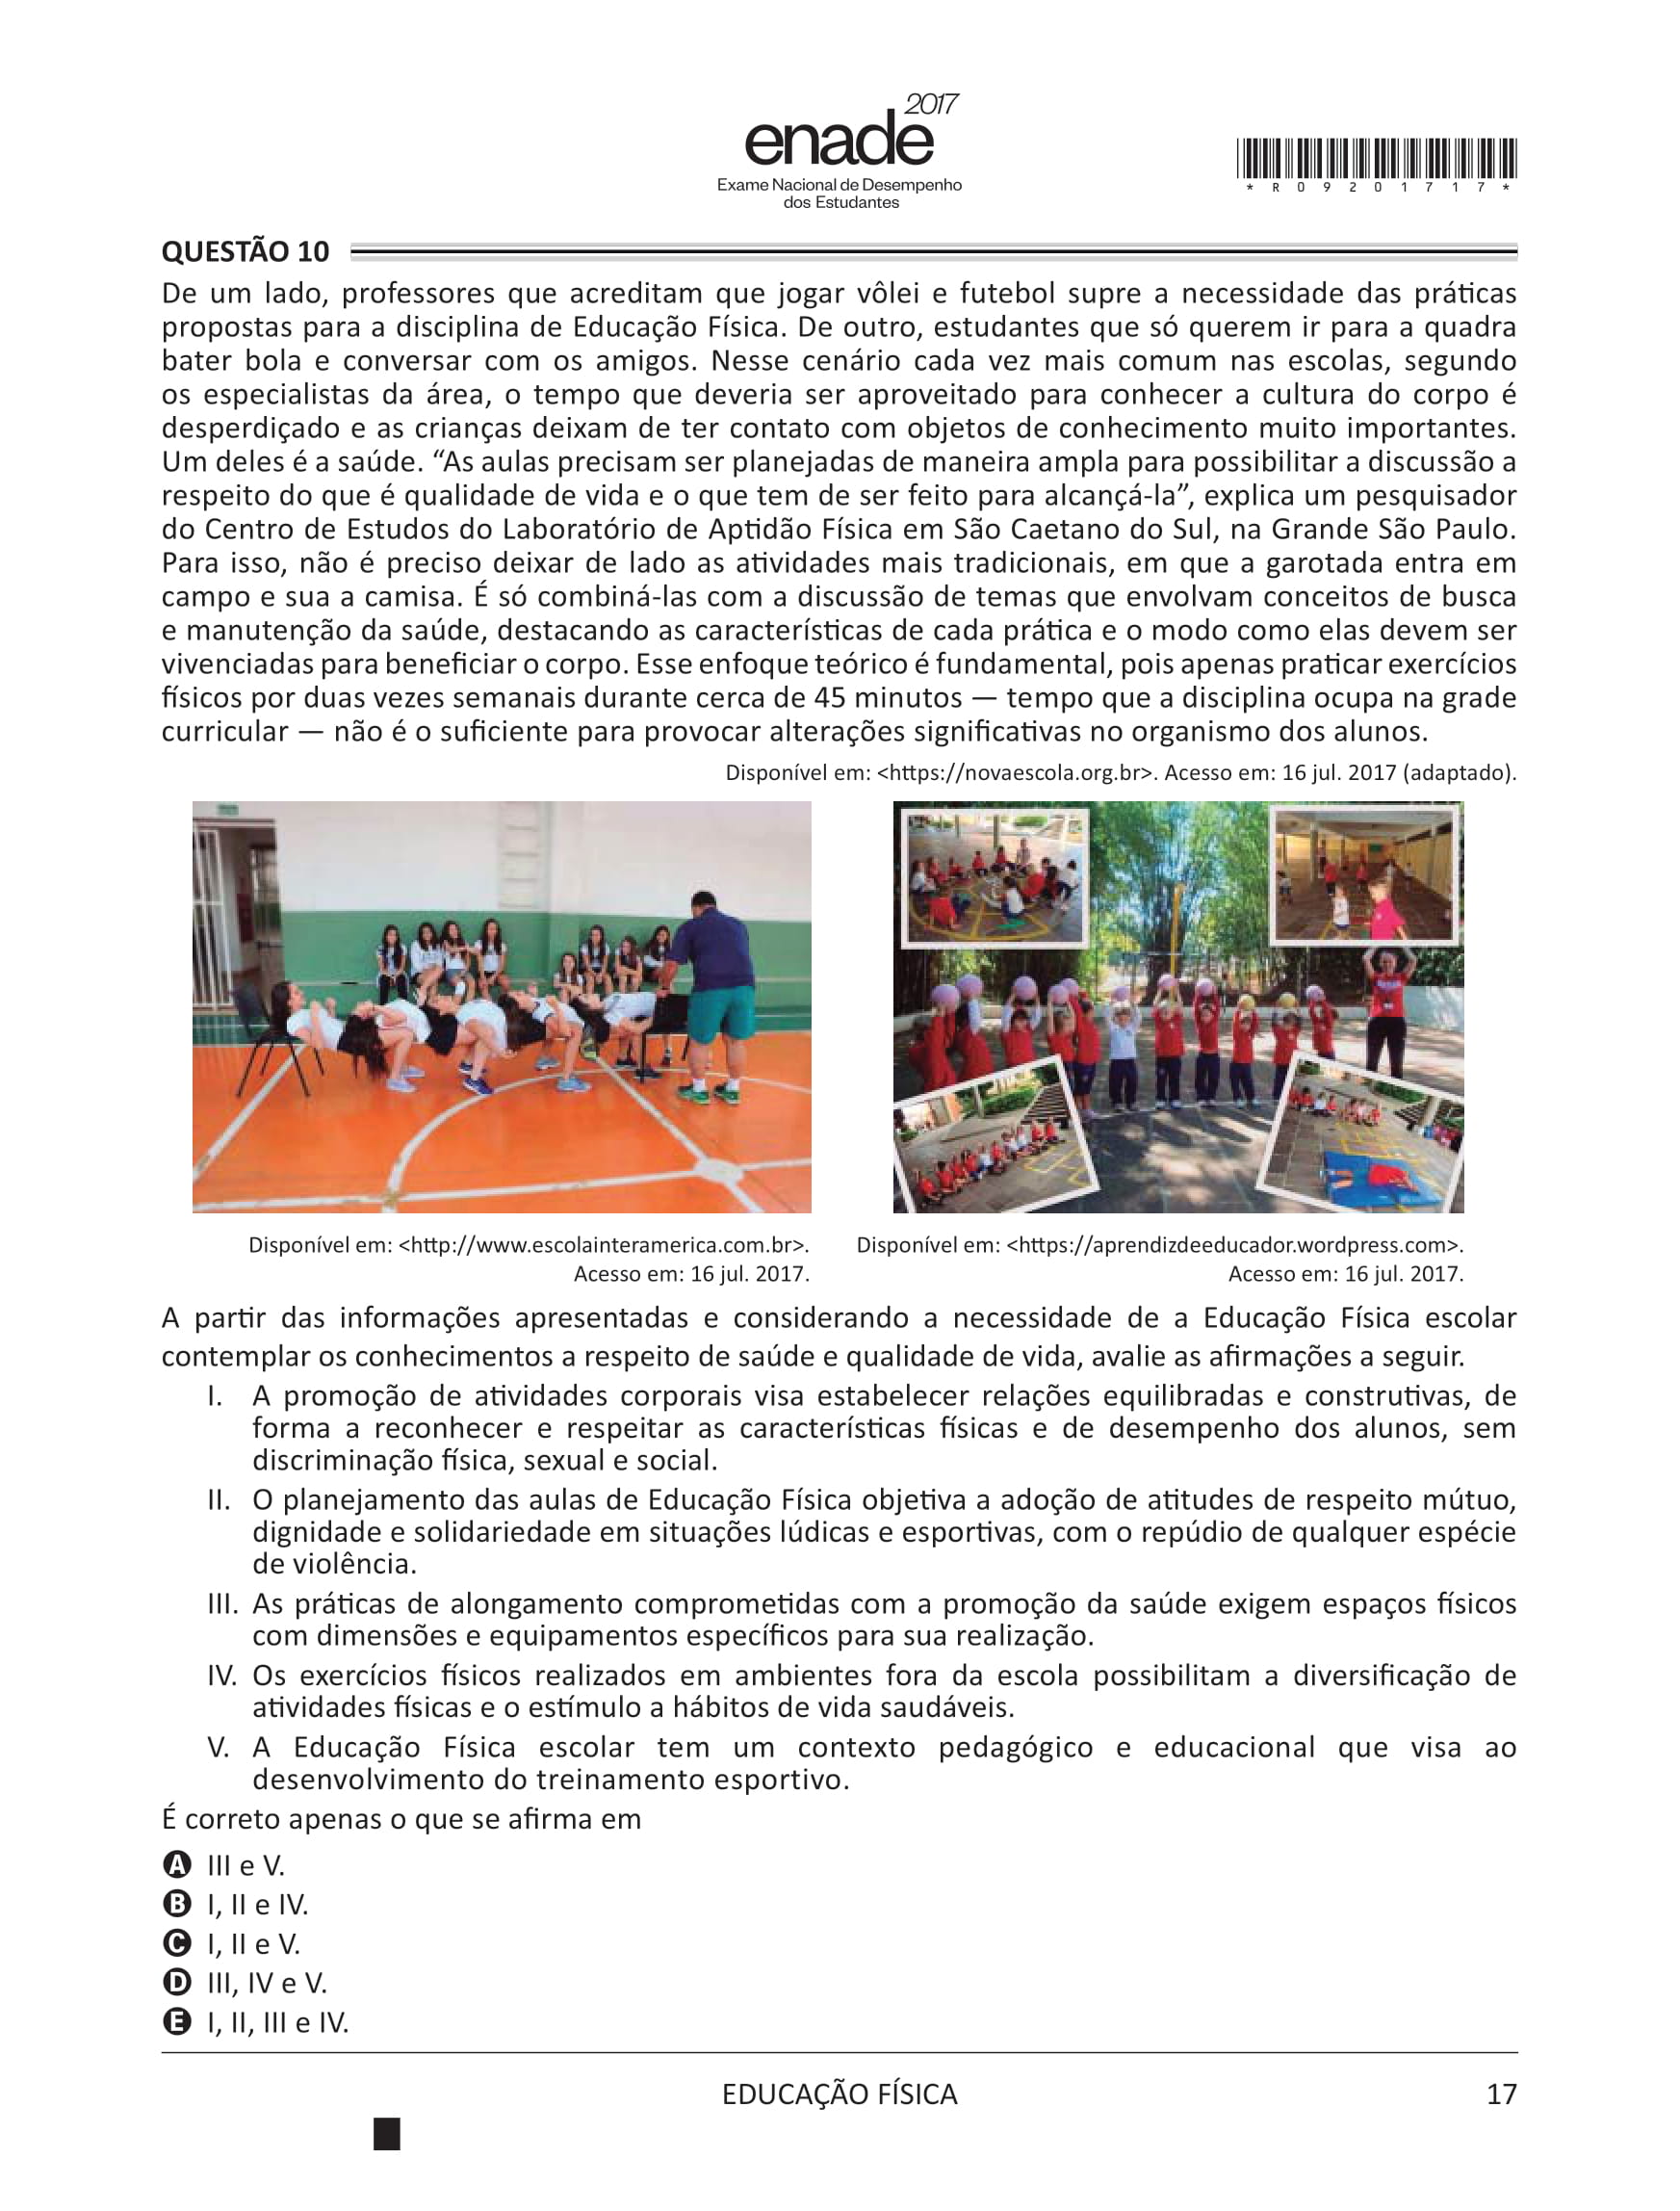 2017
enade
Exame Nacional de Desempenho
dos Estudantes
*R09201717*
QUESTÃO 10
De um lado, professores que acreditam que jogar vôlei e futebol supre a necessidade das práticas
propostas para a disciplina de Educação Física. De outro, estudantes que só querem ir para a quadra
bater bola e conversar com os amigos. Nesse cenário cada vez mais comum nas escolas, segundo
os especialistas da área, o tempo que deveria ser aproveitado para conhecer a cultura do corpo é
desperdiçado e as crianças deixam de ter contato com objetos de conhecimento muito importantes.
Um deles é a saúde. “As aulas precisam ser planejadas de maneira ampla para possibilitar a discussão a
respeito do que é qualidade de vida e o que tem de ser feito para alcançá-la”, explica um pesquisador
do Centro de Estudos do Laboratório de Aptidão Física em São Caetano do Sul, na Grande São Paulo.
Para isso, não é preciso deixar de lado as atividades mais tradicionais, em que a garotada entra em
campo e sua a camisa. É só combiná-las com a discussão de temas que envolvam conceitos de busca
e manutenção da saúde, destacando as características de cada prática e o modo como elas devem ser
vivenciadas para beneficiar o corpo. Esse enfoque teórico é fundamental, pois apenas praticar exercícios
físicos por duas vezes semanais durante cerca de 45 minutos — tempo que a disciplina ocupa na grade
curricular — não é o suficiente para provocar alterações significativas no organismo dos alunos.
Disponível em: <https://novaescola.org.br>. Acesso em: 16 jul. 2017 (adaptado).
Disponível em: <http://www.escolainteramerica.com.br>.
Acesso em: 16 jul. 2017.
Disponível em: <https://aprendizdeeducador.wordpress.com>.
Acesso em: 16 jul. 2017.
A partir das informações apresentadas e considerando a necessidade de a Educação Física escolar
contemplar os conhecimentos a respeito de saúde e qualidade de vida, avalie as afirmações a seguir.
I. A promoção de atividades corporais visa estabelecer relações equilibradas e construtivas, de
forma a reconhecer e respeitar as características físicas e de desempenho dos alunos, sem
discriminação física, sexual e social.
II. O planejamento das aulas de Educação Física objetiva a adoção de atitudes de respeito mútuo,
dignidade e solidariedade em situações lúdicas e esportivas, com o repúdio de qualquer espécie
de violência.
III. As práticas de alongamento comprometidas com a promoção da saúde exigem espaços físicos
com dimensões e equipamentos específicos para sua realização.
IV. Os exercícios físicos realizados em ambientes fora da escola possibilitam a diversificação de
atividades físicas e o estímulo a hábitos de vida saudáveis.
V. A Educação Física escolar tem um contexto pedagógico e educacional que visa ao
desenvolvimento do treinamento esportivo.
É correto apenas o que se afirma em
A III e V.
B I, II e IV.
C I, II e V.
D III, IV e V.
E I, II, III e IV.
EDUCAÇÃO FÍSICA
17